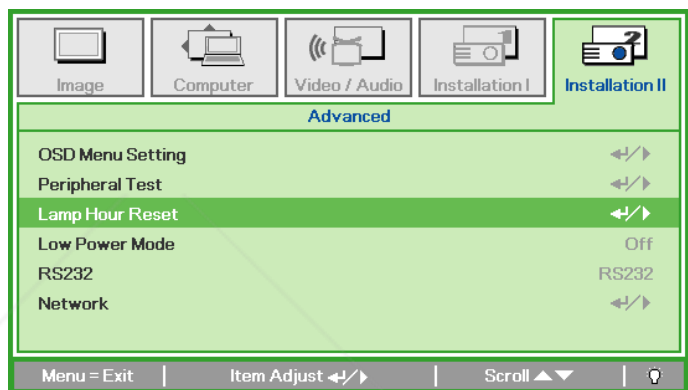 Image Computer Video / Audio Installation I Installation II
Advanced
OSD Menu Setting
Peripheral Test
Lamp Hour Reset
Low Power Mode Off
RS232 RS232
Network
Menu = Exit Item Adjust Scroll